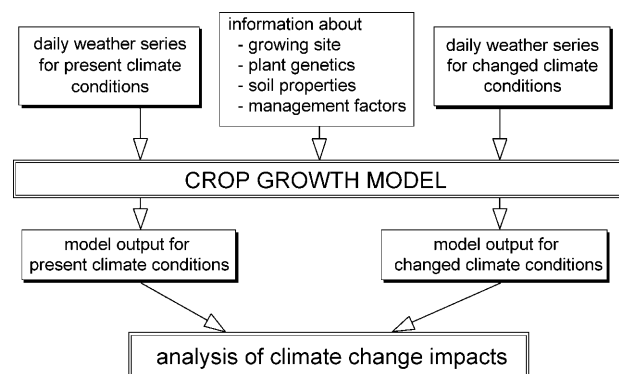 daily weather series
for present climate
conditions
information about
- growing site
- plant genetics
- soil properties
- management factors
daily weather series
for changed climate
conditions
CROP GROWTH MODEL
model output for
present climate conditions
model output for
changed climate conditions
analysis of climate change impacts